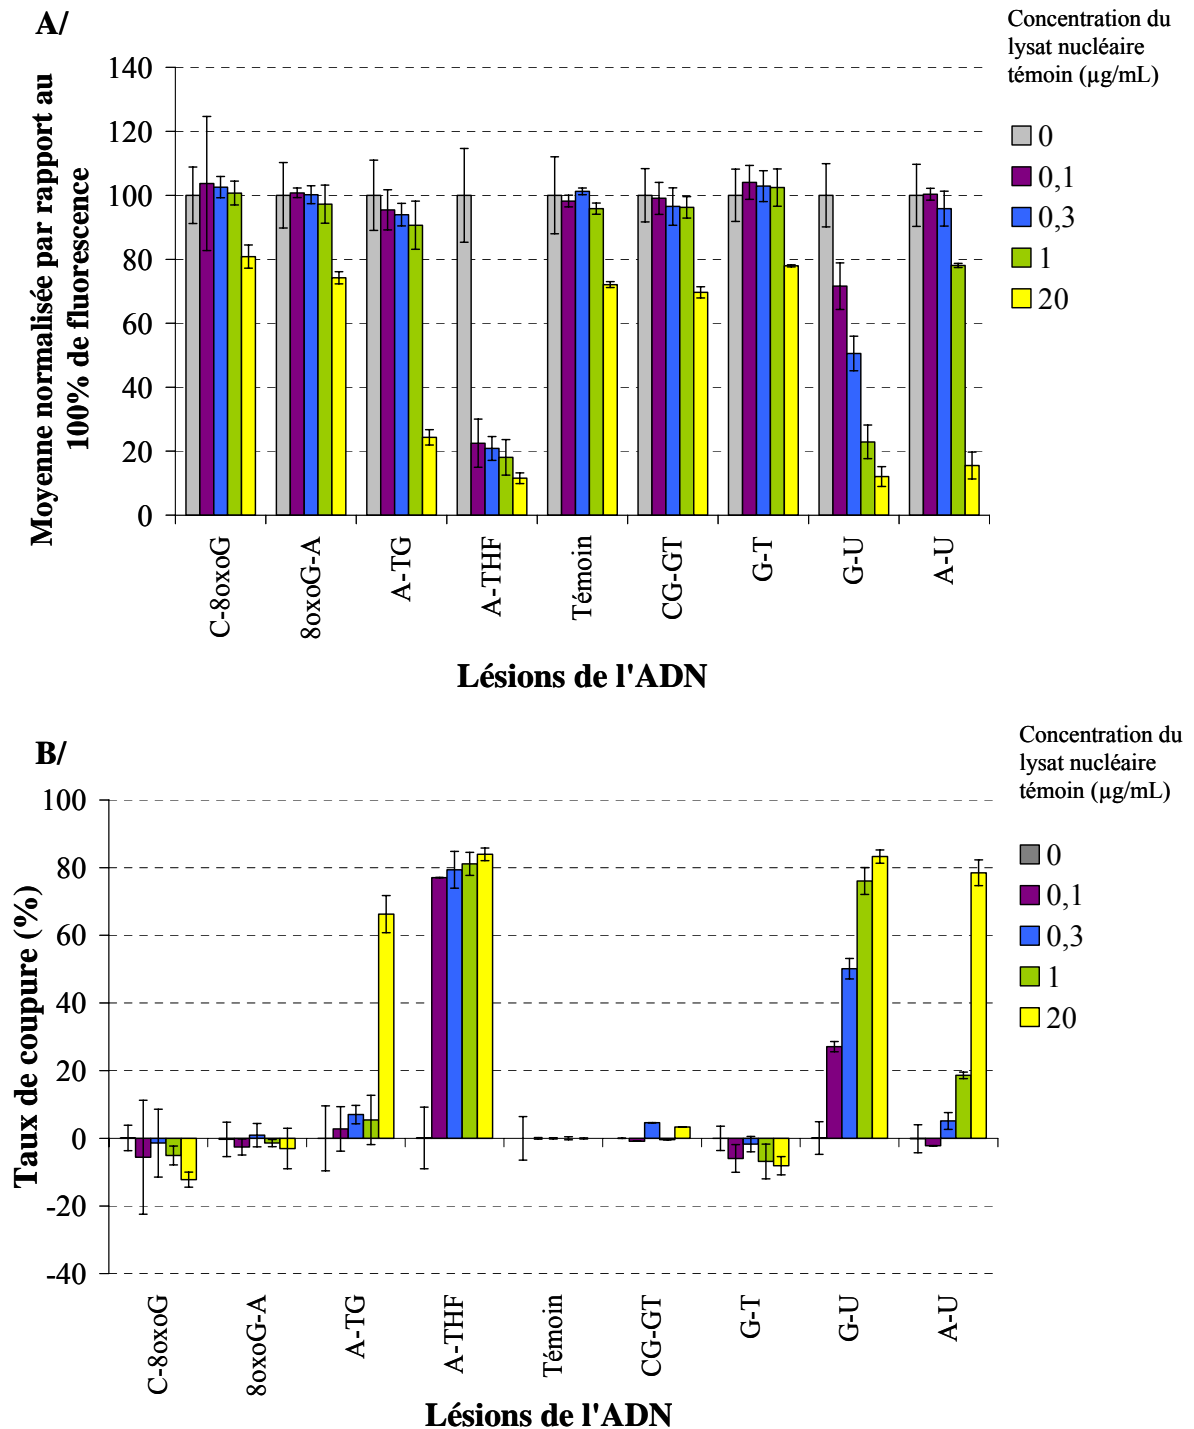 A/
Concentration du
lysat nucléaire
témoin (µg/mL)
0
0,1
0,3
1
20
Moyenne normalisée par rapport au
100% de fluorescence
140
120
100
80
60
40
20
0
C-8oxoG
8oxoG-A
A-TG
A-THF
Témoin
CG-GT
G-T
G-U
A-U
Lésions de l'ADN
B/
Concentration du
lysat nucléaire
témoin (µg/mL)
0
0,1
0,3
1
20
Taux de coupure (%)
100
80
60
40
20
0
-20
-40
C-8oxoG
8oxoG-A
A-TG
A-THF
Témoin
CG-GT
G-T
G-U
A-U
Lésions de l'ADN